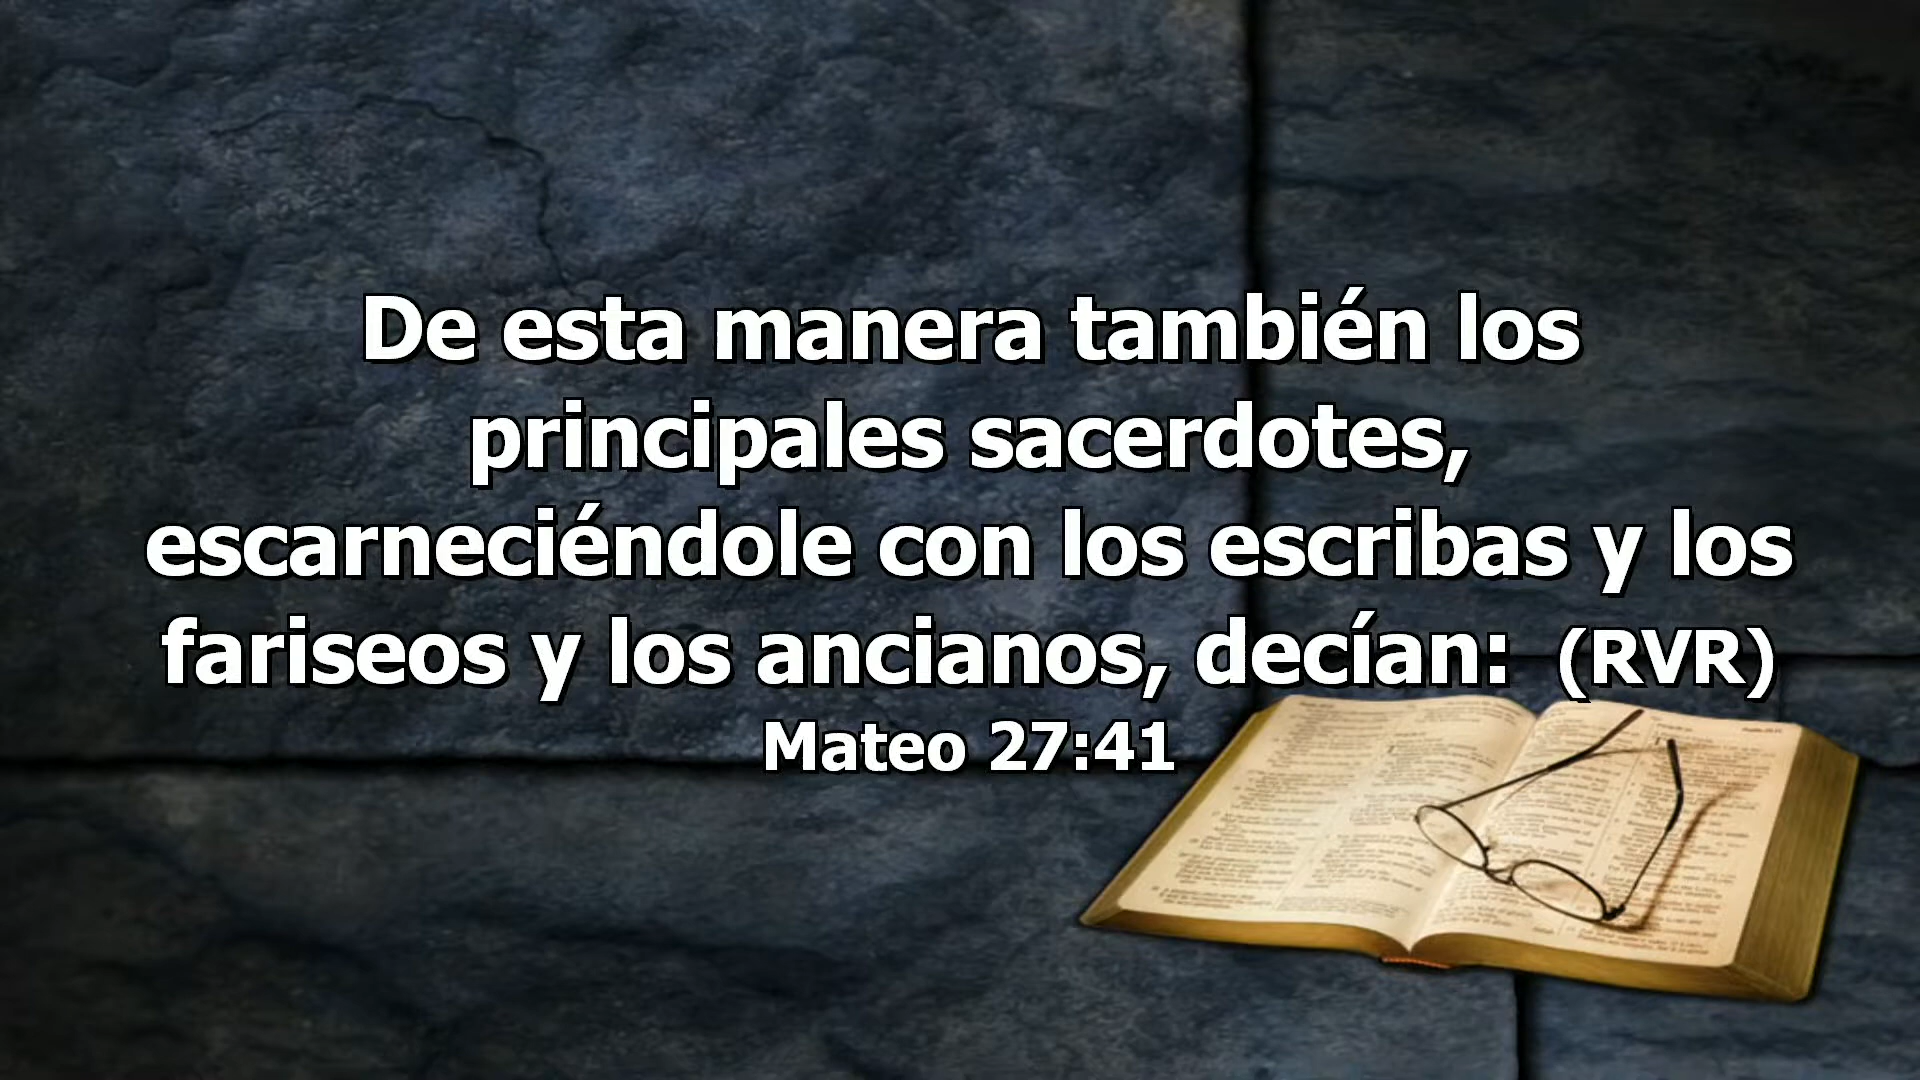 De esta manera también los
principales sacerdotes,
escarneciéndole con los escribas y los
fariseos y los ancianos, decían:  (RVR)
Mateo 27:41